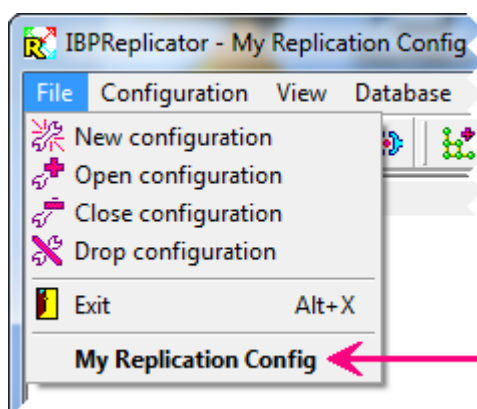 IBPReplicator - My Replication Config
File Configuration View Database
New configuration
Open configuration
Close configuration
Drop configuration
Exit Alt+X
My Replication Config